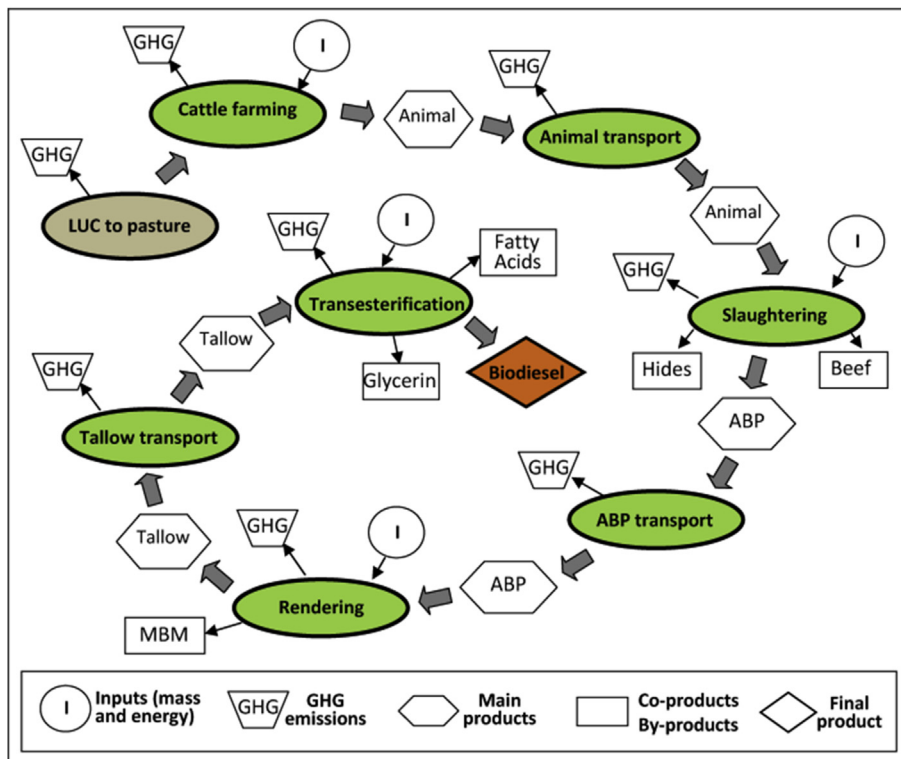 GHG
I
Cattle farming
Animal
GHG
Animal transport
GHG
LUC to pasture
Animal
I
GHG
Fatty
Acids
I
GHG
Transesterification
Slaughtering
Tallow
Biodiesel
Glycerin
Hides
Beef
GHG
Tallow transport
ABP
GHG
ABP transport
Tallow
GHG
I
ABP
Rendering
MBM
I
Inputs (mass
and energy)
GHG
GHG
emissions
Main
products
Co-products
By-products
Final
product